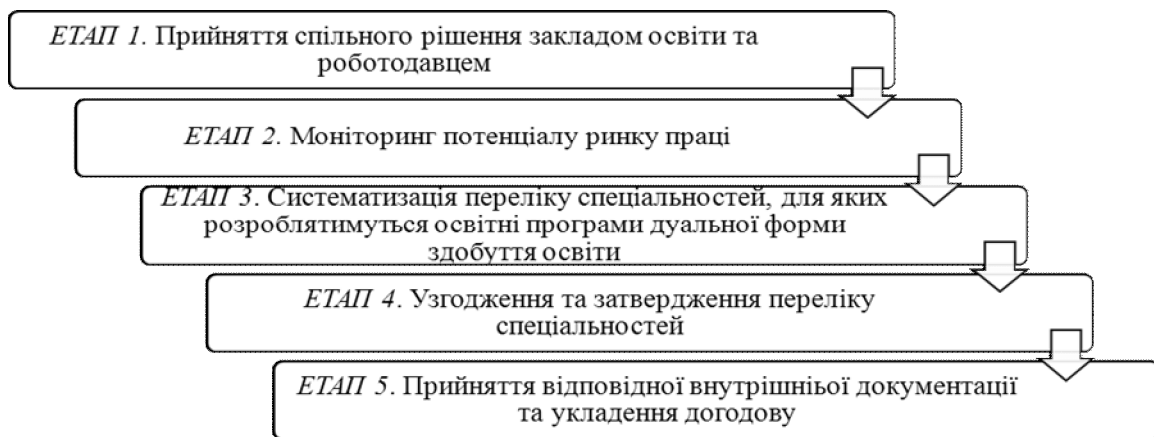 ЕТАП 1. Прийняття спільного рішення закладом освіти та
роботодавцем
ЕТАП 2. Моніторинг потенціалу ринку праці
ЕТАП 3. Систематизація переліку спеціальностей, для яких
розроблятимуться освітні програми дуальної форми
здобуття освіти
ЕТАП 4. Узгодження та затвердження переліку
спеціальностей
ЕТАП 5. Прийняття відповідної внутрішніьої документації
та укладення догодову